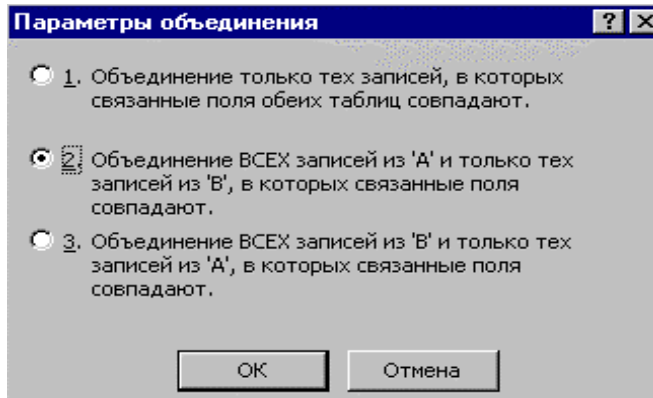 Параметры объединения
1. Объединение только тех записей, в которых
связанные поля обеих таблиц совпадают.
2. Объединение ВСЕХ записей из 'A' и только тех
записей из 'B', в которых связанные поля
совпадают.
3. Объединение ВСЕХ записей из 'B' и только тех
записей из 'A', в которых связанные поля
совпадают.
ОК
Отмена